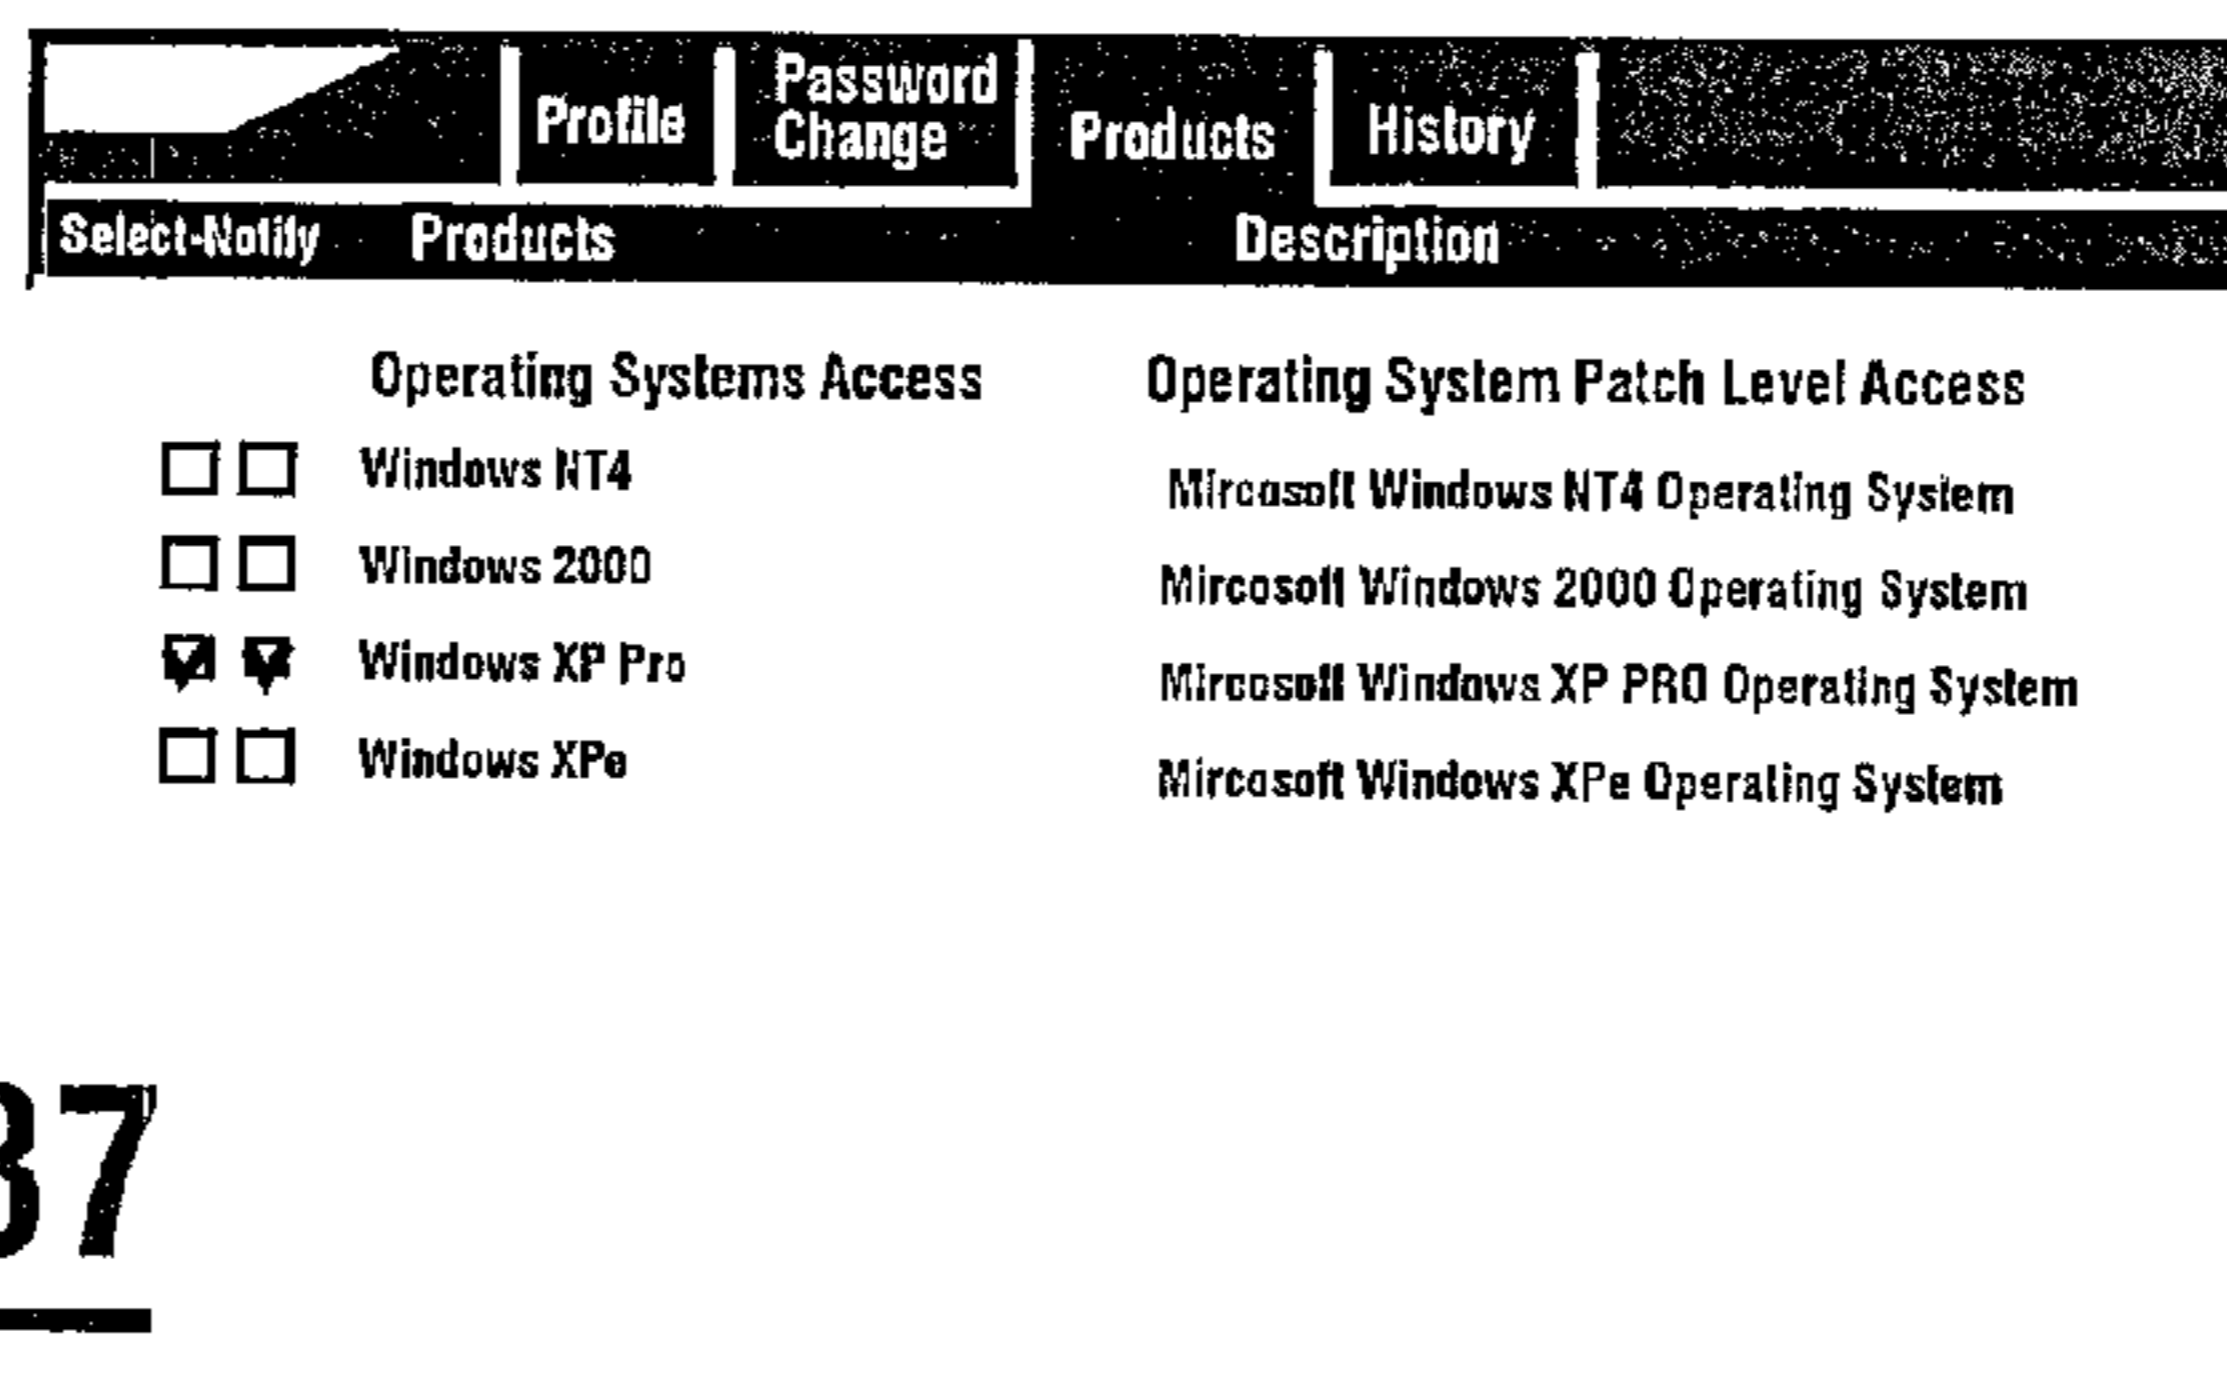 Profile Password Change Products History
Select-Notify Products Description
Operating Systems Access Operating System Patch Level Access
Windows NT4 Mircosoft Windows NT4 Operating System
Windows 2000 Mircosoft Windows 2000 Operating System
Windows XP Pro Mircosoft Windows XP PRO Operating System
Windows XPe Mircosoft Windows XPe Operating System
37